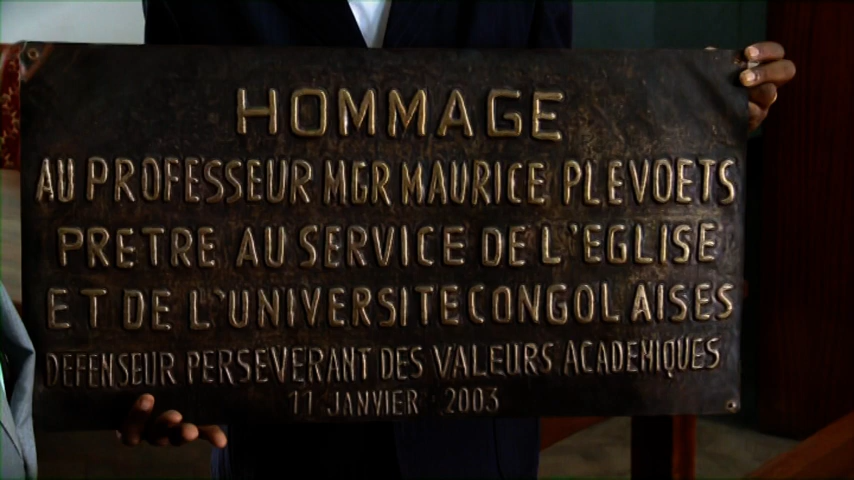 HOMMAGE
AU PROFESSEUR MGR MAURICE PLEVOETS
PRETRE AU SERVICE DE L'EGLISE
ET DE L'UNIVERSITE CONGOLAISES
DEFENSEUR PERSEVERANT DES VALEURS ACADEMIQUES
11 JANVIER 2003